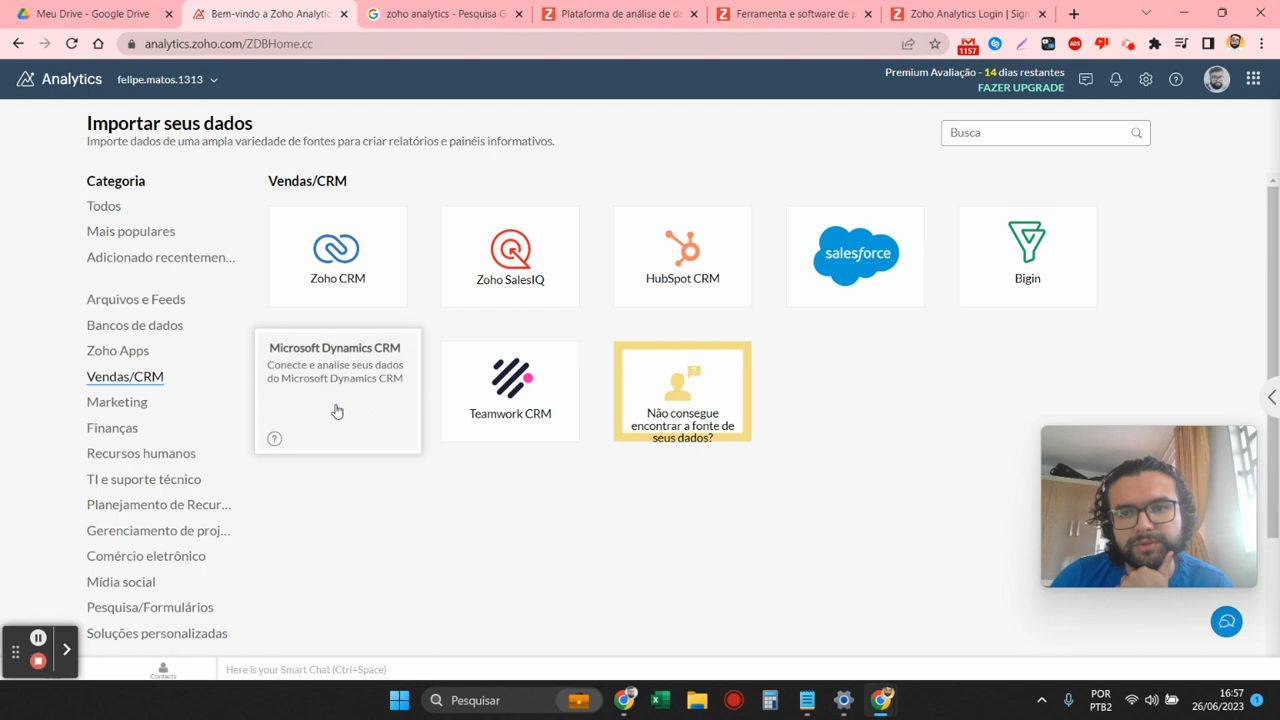 Meu Drive - Google Drive
Bem-vindo a Zoho Analytic
zoho analytics - Pesquisa G
Plataforma de análise de da
Ferramenta e software de p
Zoho Analytics Login | Sign
analytics.zoho.com/ZDBHome.cc
1157
ADS
Analytics
felipe.matos.1313
Premium Avaliação - 14 dias restantes
FAZER UPGRADE
Importar seus dados
Importe dados de uma ampla variedade de fontes para criar relatórios e painéis informativos.
Busca
Categoria
Todos
Mais populares
Adicionado recentemen...
Arquivos e Feeds
Bancos de dados
Zoho Apps
Vendas/CRM
Marketing
Finanças
Recursos humanos
TI e suporte técnico
Planejamento de Recur...
Gerenciamento de proj...
Comércio eletrônico
Mídia social
Pesquisa/Formulários
Soluções personalizadas
Vendas/CRM
Zoho CRM
Zoho SalesIQ
HubSpot CRM
salesforce
Bigin
Microsoft Dynamics CRM
Conecte e analise seus dados
do Microsoft Dynamics CRM
Teamwork CRM
Não consegue
encontrar a fonte de
seus dados?
Contacts
Here is your Smart Chat (Ctrl+Space)
Pesquisar
POR
PTB2
16:57
26/06/2023
1